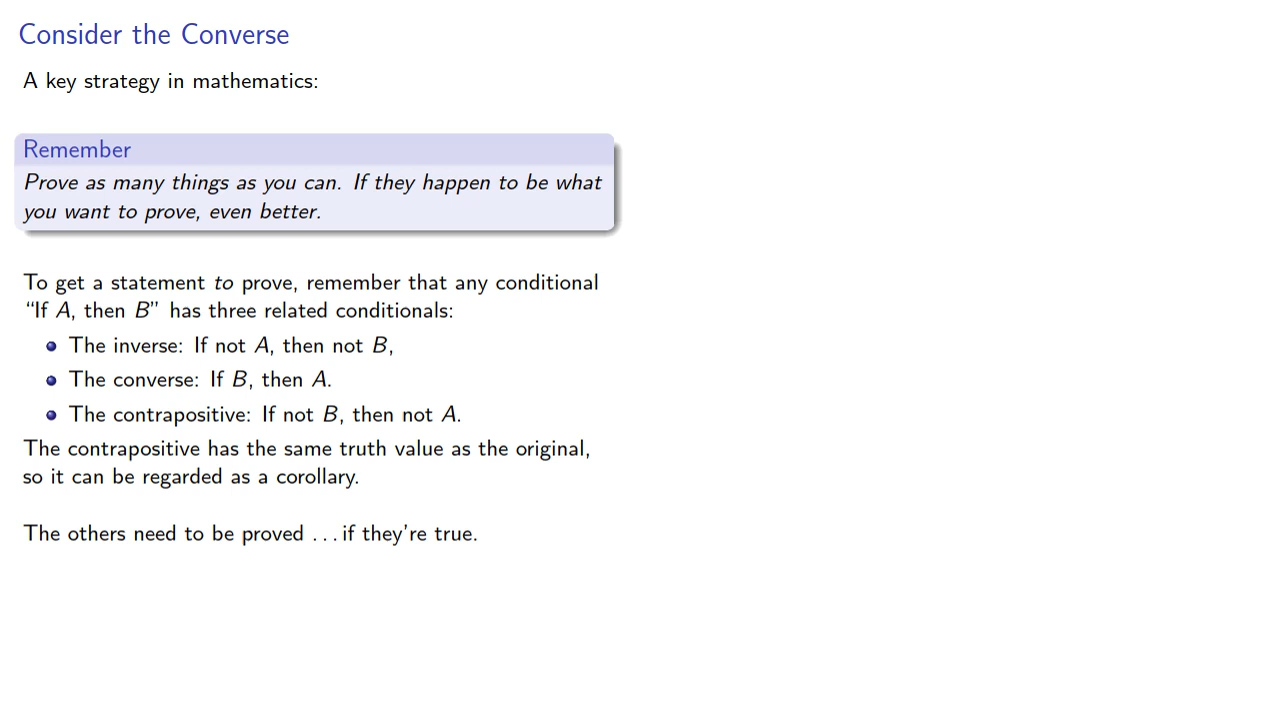 Consider the Converse
A key strategy in mathematics:
Remember
Prove as many things as you can. If they happen to be what
you want to prove, even better.
To get a statement to prove, remember that any conditional
“If A, then B” has three related conditionals:
The inverse: If not A, then not B,
The converse: If B, then A.
The contrapositive: If not B, then not A.
The contrapositive has the same truth value as the original,
so it can be regarded as a corollary.
The others need to be proved ...if they’re true.